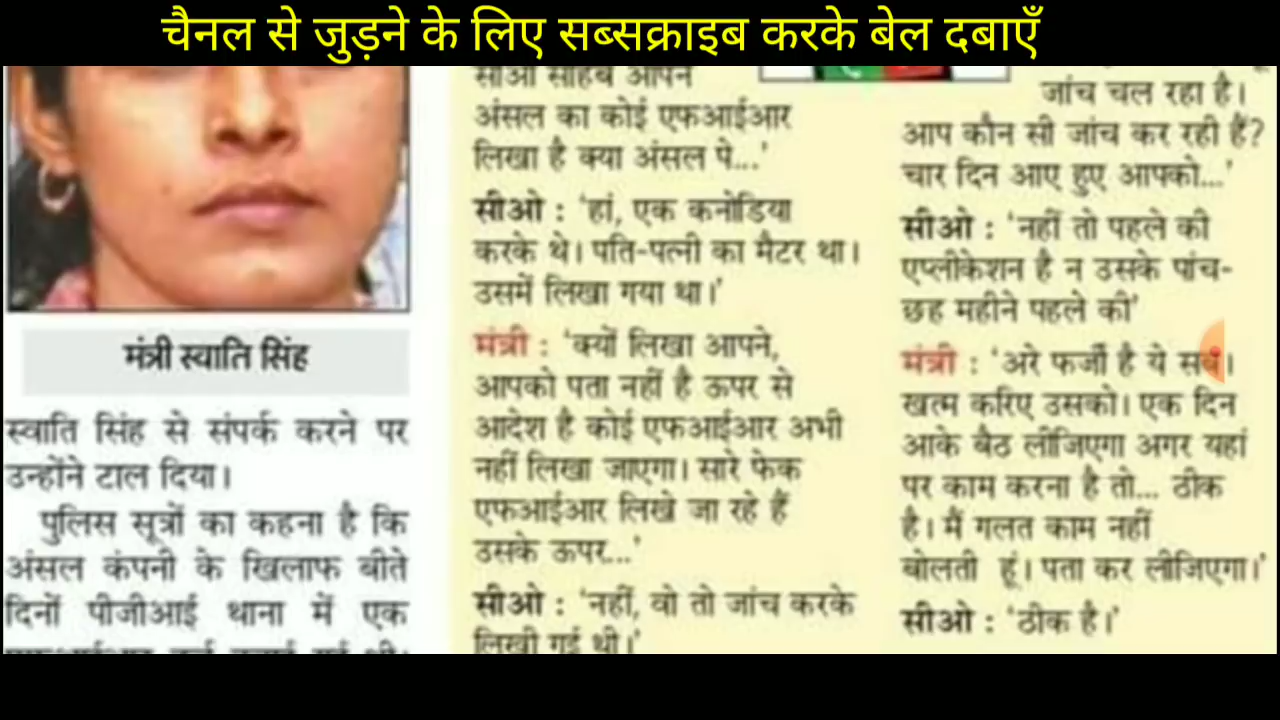 चैनल से जुड़ने के लिए सब्सक्राइब करके बेल दबाएँ
मंत्री स्वाति सिंह
स्वाति सिंह से संपर्क करने पर
उन्होंने टाल दिया।
पुलिस सूत्रों का कहना है कि
अंसल कंपनी के खिलाफ बीते
दिनों पीजीआई थाना में एक
सीओ साहब आपने
अंसल का कोई एफआईआर
लिखा है क्या अंसल पे...'
सीओ : 'हां, एक कनोडिया
करके थे। पति-पत्नी का मैटर था।
उसमें लिखा गया था।'
मंत्री : 'क्यों लिखा आपने,
आपको पता नहीं है ऊपर से
आदेश है कोई एफआईआर अभी
नहीं लिखा जाएगा। सारे फेक
एफआईआर लिखे जा रहे हैं
उसके ऊपर...'
सीओ : 'नहीं, वो तो जांच करके
लिखी गई थी।'
जांच चल रहा है।
आप कौन सी जांच कर रही हैं?
चार दिन आए हुए आपको...'
सीओ : 'नहीं तो पहले की
एप्लीकेशन है न उसके पांच-
छह महीने पहले की'
मंत्री : 'अरे फर्जी है ये सब।
खत्म करिए उसको। एक दिन
आके बैठ लीजिएगा अगर यहां
पर काम करना है तो... ठीक
है। मैं गलत काम नहीं
बोलती हूं। पता कर लीजिएगा।'
सीओ : 'ठीक है।'